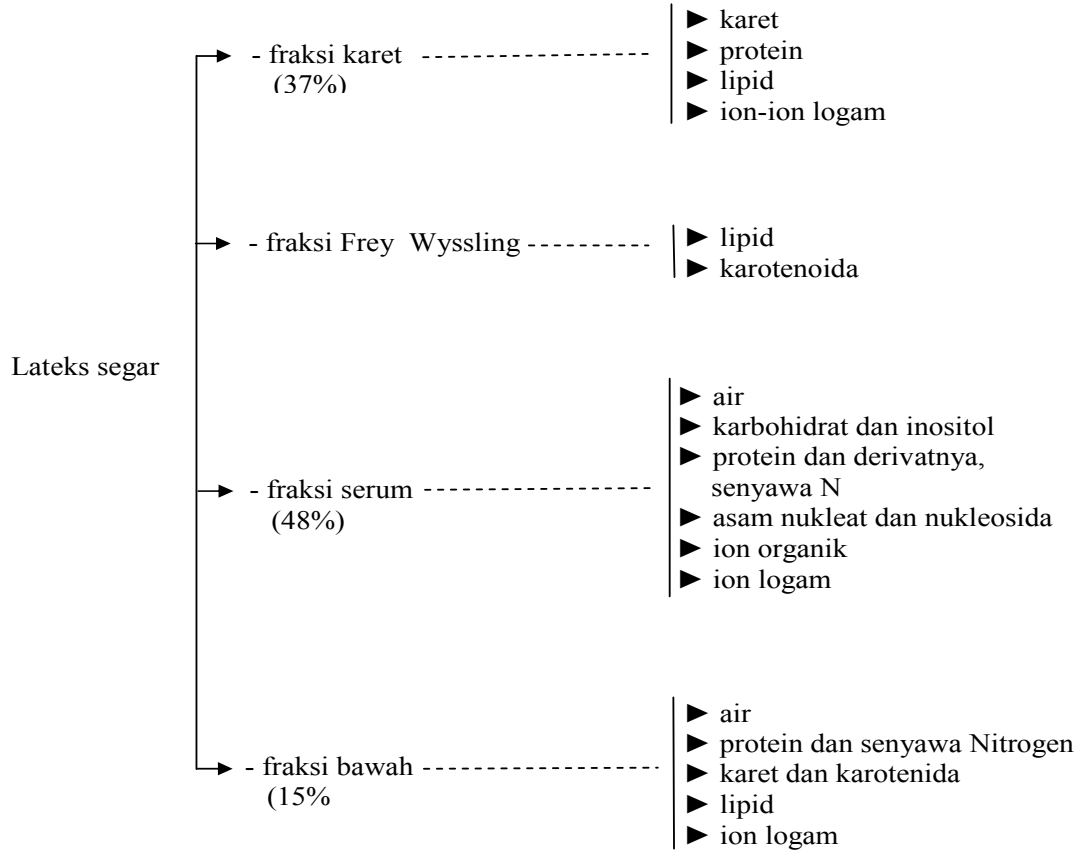 - fraksi karet
(37%)
► karet
► protein
► lipid
► ion-ion logam
- fraksi Frey Wyssling
► lipid
► karotenoida
Lateks segar
- fraksi serum
(48%)
► air
► karbohidrat dan inositol
► protein dan derivatnya,
senyawa N
► asam nukleat dan nukleosida
► ion organik
► ion logam
- fraksi bawah
(15%
► air
► protein dan senyawa Nitrogen
► karet dan karotenida
► lipid
► ion logam